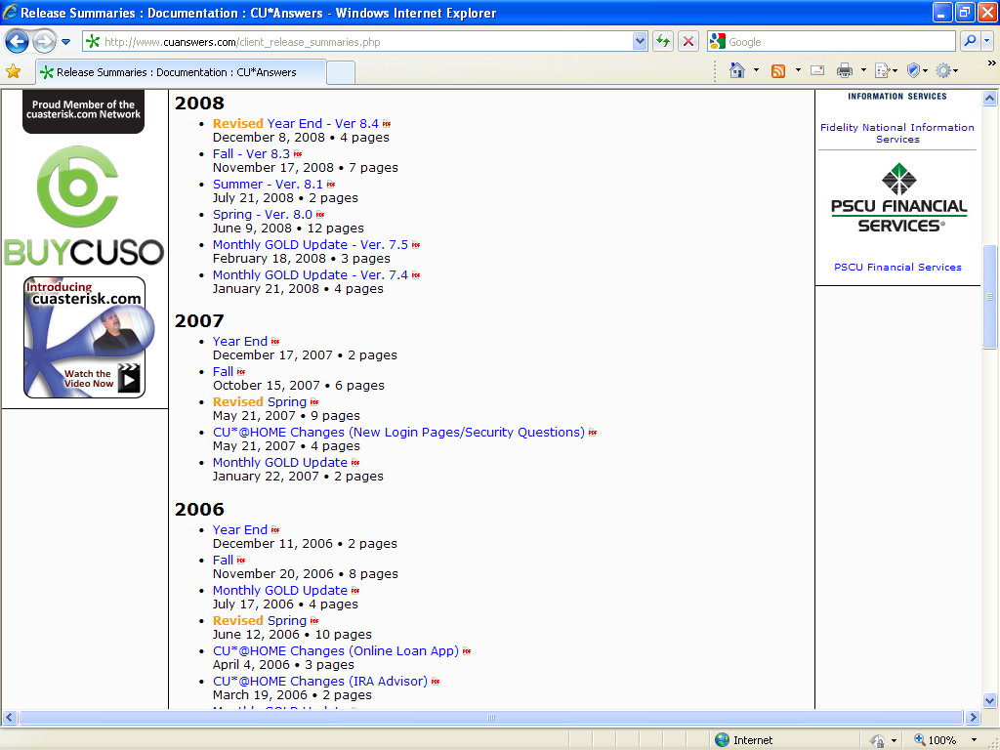 Release Summaries : Documentation : CU*Answers - Windows Internet Explorer
http://www.cuanswers.com/client_release_summaries.php
Google
Release Summaries : Documentation : CU*Answers
Proud Member of the
cuasterisk.com Network
BUYCUSO
Introducing
cuasterisk.com
Watch the
Video Now
2008
• Revised Year End - Ver 8.4
December 8, 2008 • 4 pages
• Fall - Ver 8.3
November 17, 2008 • 7 pages
• Summer - Ver. 8.1
July 21, 2008 • 2 pages
• Spring - Ver. 8.0
June 9, 2008 • 12 pages
• Monthly GOLD Update - Ver. 7.5
February 18, 2008 • 3 pages
• Monthly GOLD Update - Ver. 7.4
January 21, 2008 • 4 pages
2007
• Year End
December 17, 2007 • 2 pages
• Fall
October 15, 2007 • 6 pages
• Revised Spring
May 21, 2007 • 9 pages
• CU*@HOME Changes (New Login Pages/Security Questions)
May 21, 2007 • 4 pages
• Monthly GOLD Update
January 22, 2007 • 2 pages
2006
• Year End
December 11, 2006 • 2 pages
• Fall
November 20, 2006 • 8 pages
• Monthly GOLD Update
July 17, 2006 • 4 pages
• Revised Spring
June 12, 2006 • 10 pages
• CU*@HOME Changes (Online Loan App)
April 4, 2006 • 3 pages
• CU*@HOME Changes (IRA Advisor)
March 19, 2006 • 2 pages
INFORMATION SERVICES
Fidelity National Information
Services
PSCU FINANCIAL
SERVICES®
PSCU Financial Services
Internet
100%